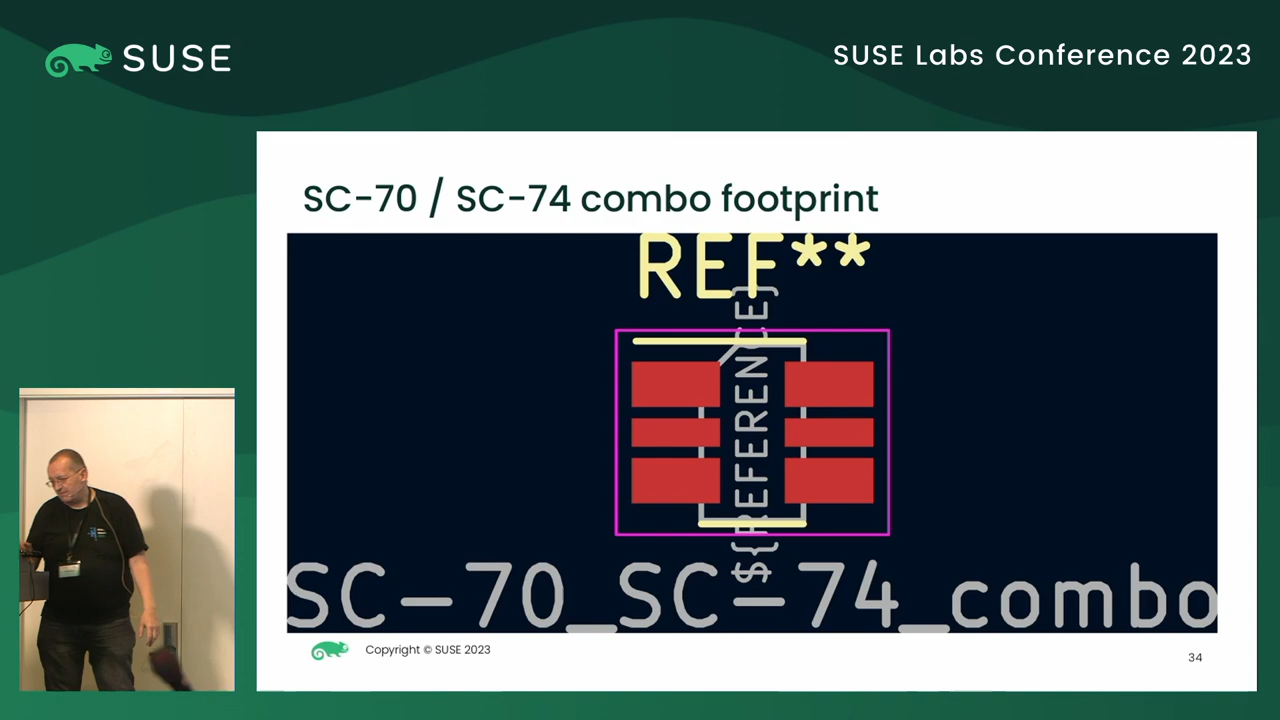 SUSE
SUSE Labs Conference 2023
SC-70 / SC-74 combo footprint
REF**
${REFERENCE}
SC-70_SC-74_combo
Copyright © SUSE 2023
34